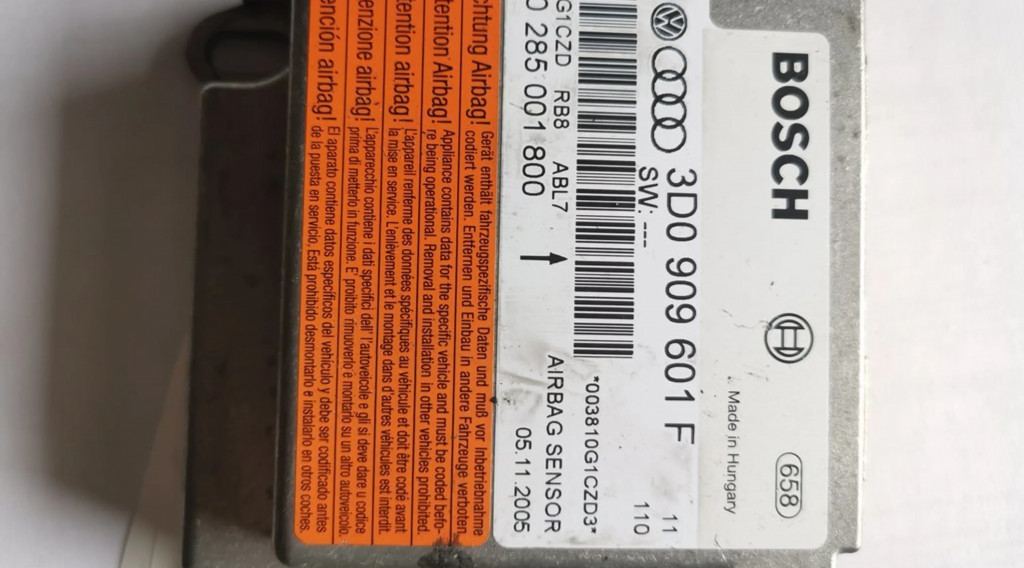 BOSCH
658
Made in Hungary
3D0 909 601 F
11
SW: ---
110
*003810G1CZD3*
G1CZD RB8 ABL7
AIRBAG SENSOR
0 285 001 800
05.11.2005
chtung Airbag! Gerät enthält fahrzeugspezifische Daten und muß vor Inbetriebnahme
codiert werden. Entfernen und Einbau in andere Fahrzeuge verboten.
tention Airbag! Appliance contains data for the specific vehicle and must be coded befo-
re being operational. Removal and installation in other vehicles prohibited.
tention airbag! L'appareil renferme des données spécifiques au véhicule et doit être codé avant
la mise en service. L'enlèvement et le montage dans d'autres véhicules est interdit.
enzione airbag! L'apparecchio contiene i dati specifici dell' l'autoveicole e gli si deve dare u codice
prima di metterlo in funzione. E' proibito rimuoverlo e montarlo su un altro autoveicolo.
ención airbag! El aparato contiene datos específicos del vehículo y debe ser codificado antes
de la puesta en servicio. Está prohibido desmontarlo e instalarlo en otros coches.